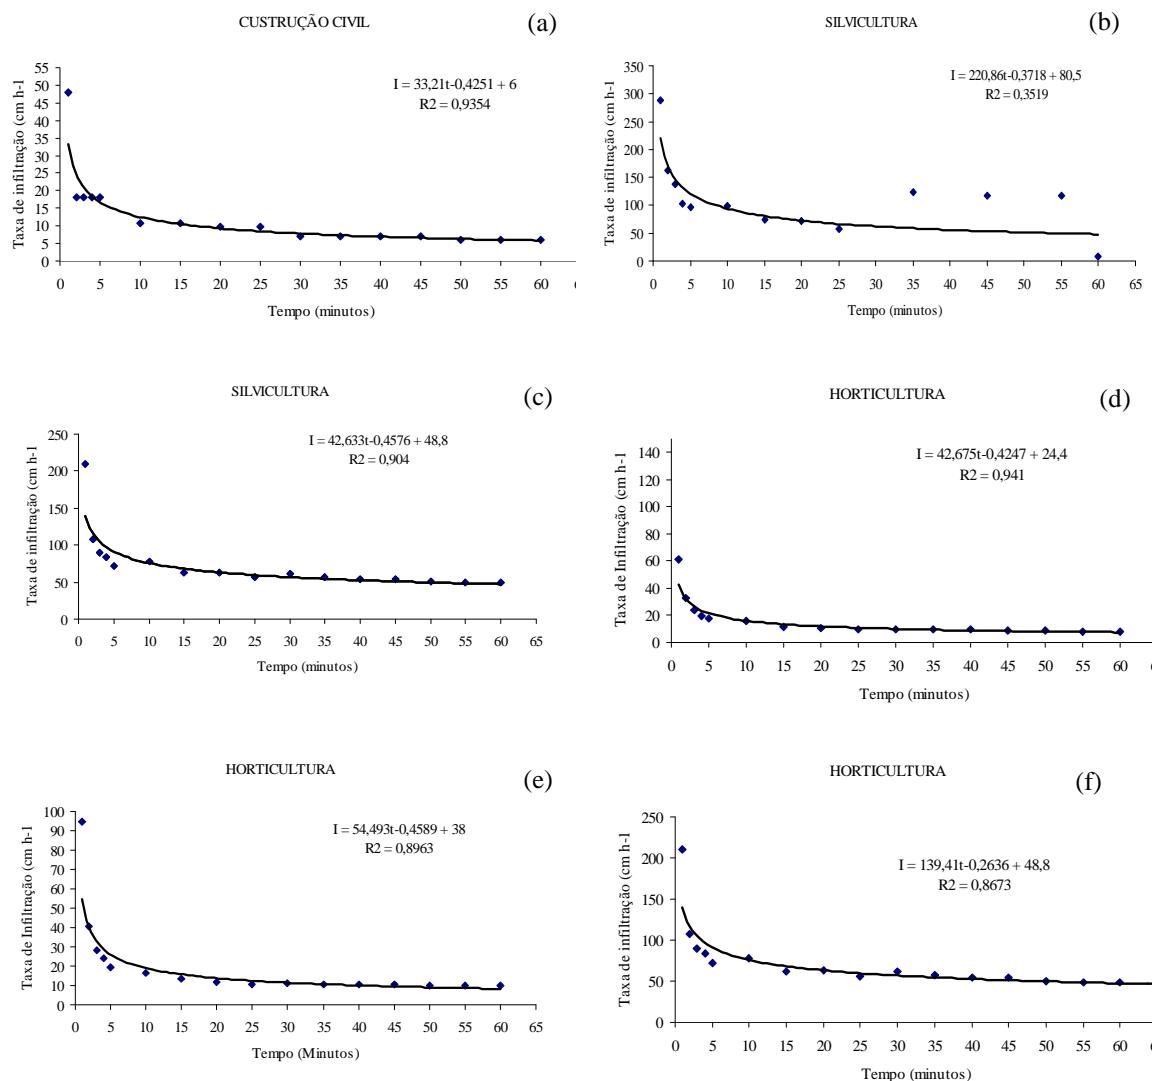 CUSTRUÇÃO CIVIL
(a)
I = 33,21t-0,4251 + 6
R2 = 0,9354
Taxa de infiltração (cm h-1)
55
50
45
40
35
30
25
20
15
10
5
0
0 5 10 15 20 25 30 35 40 45 50 55 60
Tempo (minutos)
SILVICULTURA
(b)
I = 220,86t-0,3718 + 80,5
R2 = 0,3519
Taxa de infiltração (cm h-1)
350
300
250
200
150
100
50
0
0 5 10 15 20 25 30 35 40 45 50 55 60 65
Tempo (minutos)
SILVICULTURA
(c)
I = 42,633t-0,4576 + 48,8
R2 = 0,904
Taxa de infiltração (cm h-1
250
200
150
100
50
0
0 5 10 15 20 25 30 35 40 45 50 55 60 65
Tempo (minutos)
HORTICULTURA
(d)
I = 42,675t-0,4247 + 24,4
R2 = 0,941
Taxa de Infiltração (cm h-1
140
120
100
80
60
40
20
0
0 5 10 15 20 25 30 35 40 45 50 55 60
Tempo (minutos)
HORTICULTURA
(e)
I = 54,493t-0,4589 + 38
R2 = 0,8963
Taxa de Infiltração (cm h-1
100
90
80
70
60
50
40
30
20
10
0
0 5 10 15 20 25 30 35 40 45 50 55 60 65
Tempo (Minutos)
HORTICULTURA
(f)
I = 139,41t-0,2636 + 48,8
R2 = 0,8673
Taxa de infiltração (cm h-1
250
200
150
100
50
0
0 5 10 15 20 25 30 35 40 45 50 55 60
Tempo (minutos)